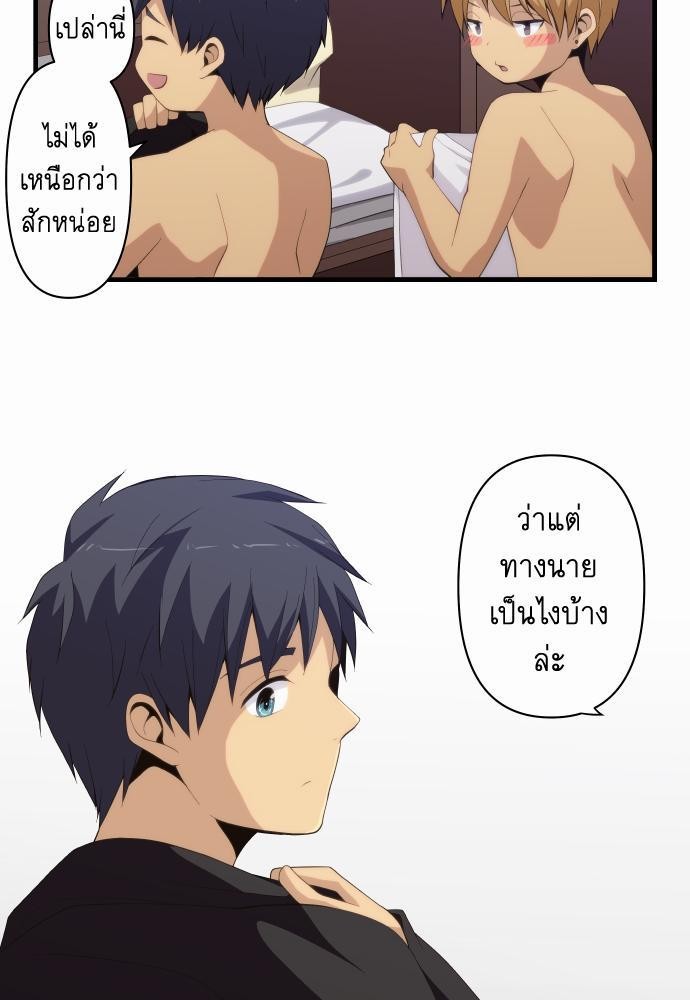 เปล่านี่
ไม่ได้
เหนือกว่า
สักหน่อย
ว่าแต่
ทางนาย
เป็นไงบ้าง
ล่ะ